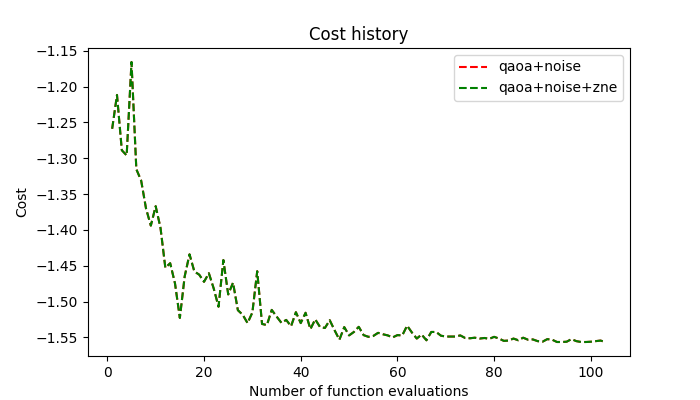 Cost history
−1.15
−1.20
−1.25
−1.30
−1.35
−1.40
−1.45
−1.50
−1.55
Cost
qaoa+noise
qaoa+noise+zne
0 20 40 60 80 100
Number of function evaluations